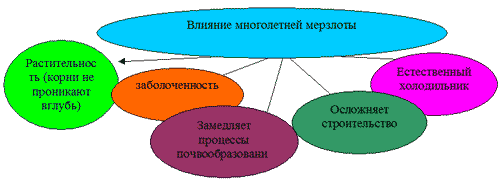 Влияние многолетней мерзлоты
Растительнос
ть (корни не
проникают
вглубь)
заболоченность
Замедляет
процессы
почвообразовани
Осложняет
строительство
Естественный
холодильник